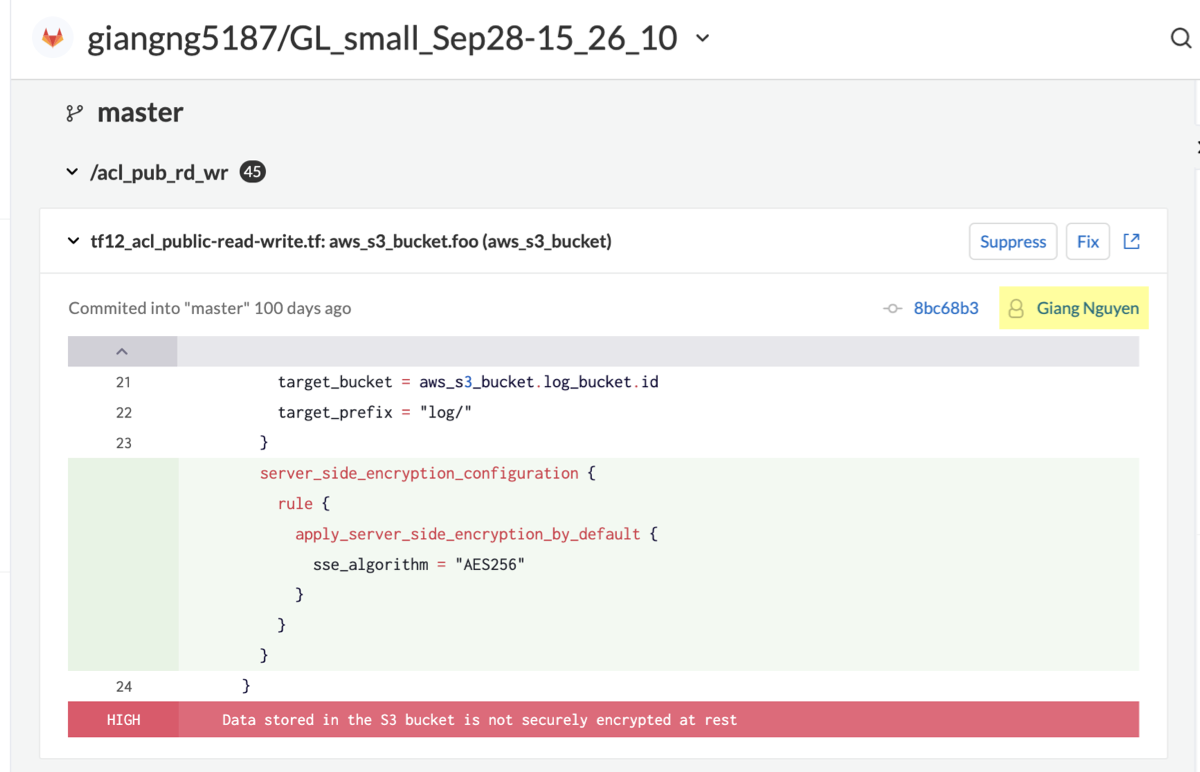 giangng5187/GL_small_Sep28-15_26_10
master
/acl_pub_rd_wr 45
tf12_acl_public-read-write.tf: aws_s3_bucket.foo (aws_s3_bucket) Suppress Fix
Commited into "master" 100 days ago 8bc68b3 Giang Nguyen
21 target_bucket = aws_s3_bucket.log_bucket.id
22 target_prefix = "log/"
23 }
server_side_encryption_configuration {
rule {
apply_server_side_encryption_by_default {
sse_algorithm = "AES256"
}
}
}
24 }
HIGH Data stored in the S3 bucket is not securely encrypted at rest